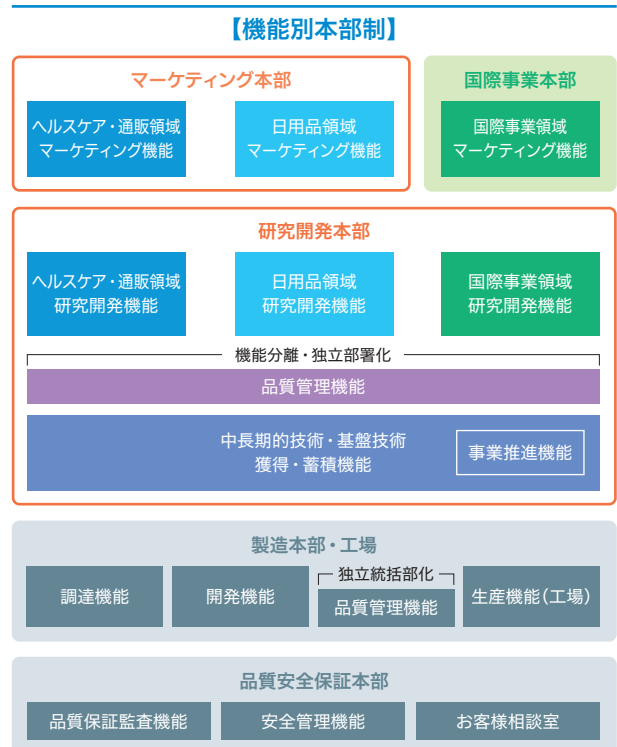 【機能別本部制】
マーケティング本部
ヘルスケア・通販領域
マーケティング機能
日用品領域
マーケティング機能
国際事業本部
国際事業領域
マーケティング機能
研究開発本部
ヘルスケア・通販領域
研究開発機能
日用品領域
研究開発機能
国際事業領域
研究開発機能
機能分離・独立部署化
品質管理機能
中長期的技術・基盤技術
獲得・蓄積機能
事業推進機能
製造本部・工場
調達機能
開発機能
独立統括部化
品質管理機能
生産機能（工場）
品質安全保証本部
品質保証監査機能
安全管理機能
お客様相談室